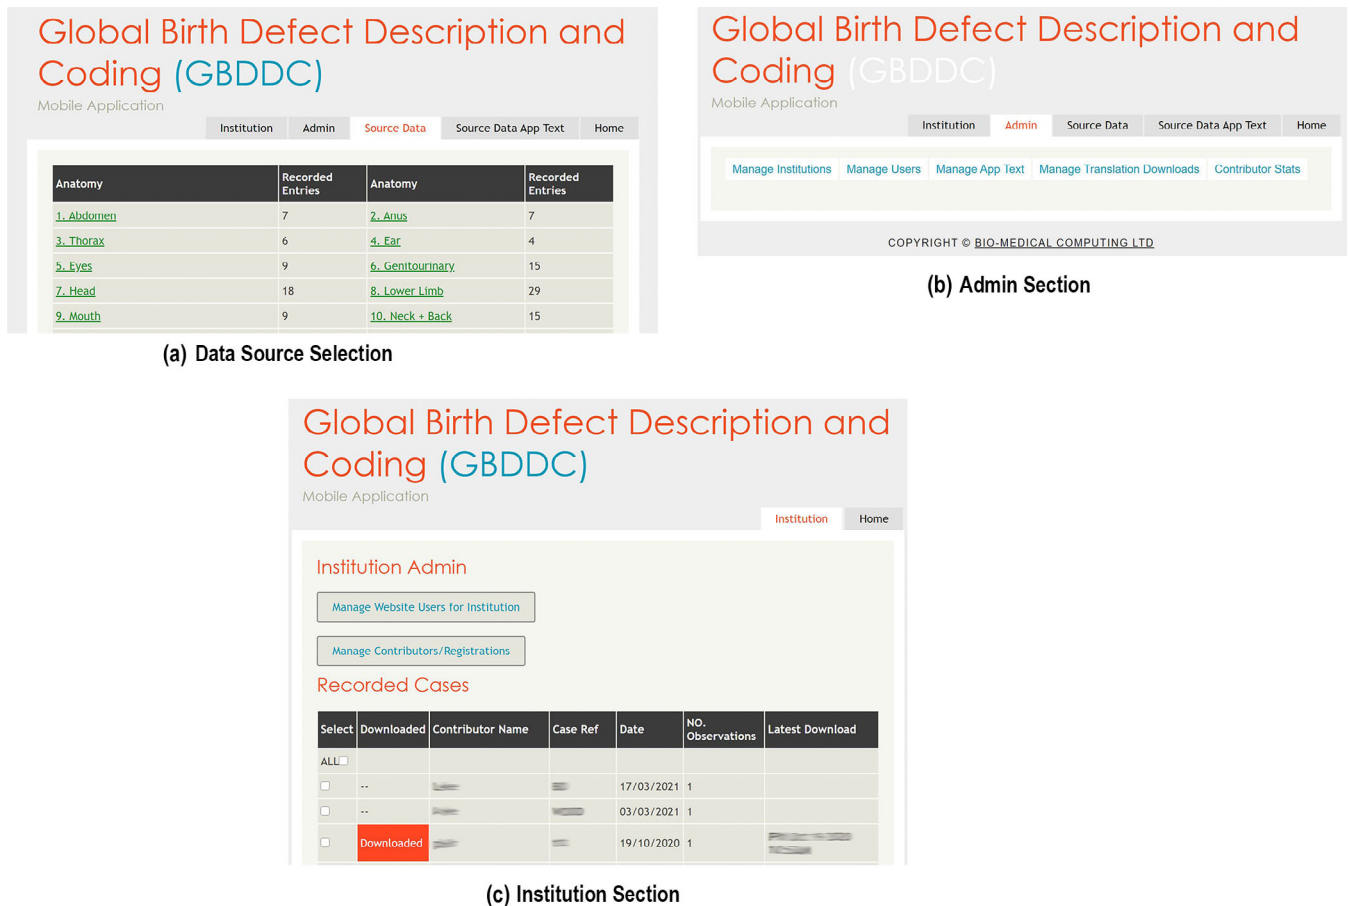 Global Birth Defect Description and
Coding (GBDDC)
Mobile Application
Institution Admin Source Data Source Data App Text Home
Anatomy Recorded Entries Anatomy Recorded Entries
1. Abdomen 7 2. Anus 7
3. Thorax 6 4. Ear 4
5. Eyes 9 6. Genitourinary 15
7. Head 18 8. Lower Limb 29
9. Mouth 9 10. Neck + Back 15
(a) Data Source Selection
Global Birth Defect Description and
Coding (GBDDC)
Mobile Application
Institution Admin Source Data Source Data App Text Home
Manage Institutions Manage Users Manage App Text Manage Translation Downloads Contributor Stats
COPYRIGHT © BIO-MEDICAL COMPUTING LTD
(b) Admin Section
Global Birth Defect Description and
Coding (GBDDC)
Mobile Application
Institution Home
Institution Admin
Manage Website Users for Institution
Manage Contributors/Registrations
Recorded Cases
Select Downloaded Contributor Name Case Ref Date NO. Observations Latest Download
ALL
-- 17/03/2021 1
-- 03/03/2021 1
Downloaded 19/10/2020 1
(c) Institution Section